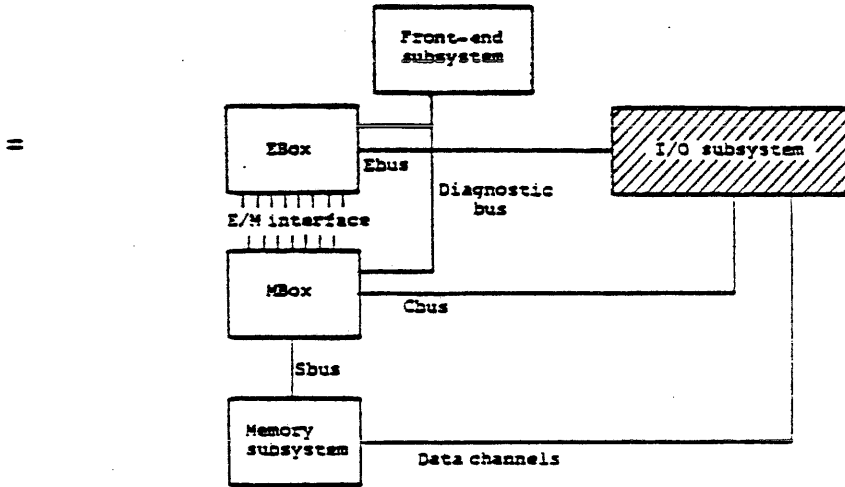 Front-end
subsystem
=
EBox
Ebus
I/O subsystem
Diagnostic
bus
E/M interface
MBox
Cbus
Sbus
Memory
subsystem
Data channels